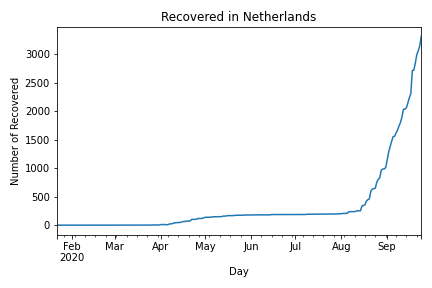 Recovered in Netherlands
Number of Recovered
3000
2500
2000
1500
1000
500
0
Feb Mar Apr May Jun Jul Aug Sep
2020
Day